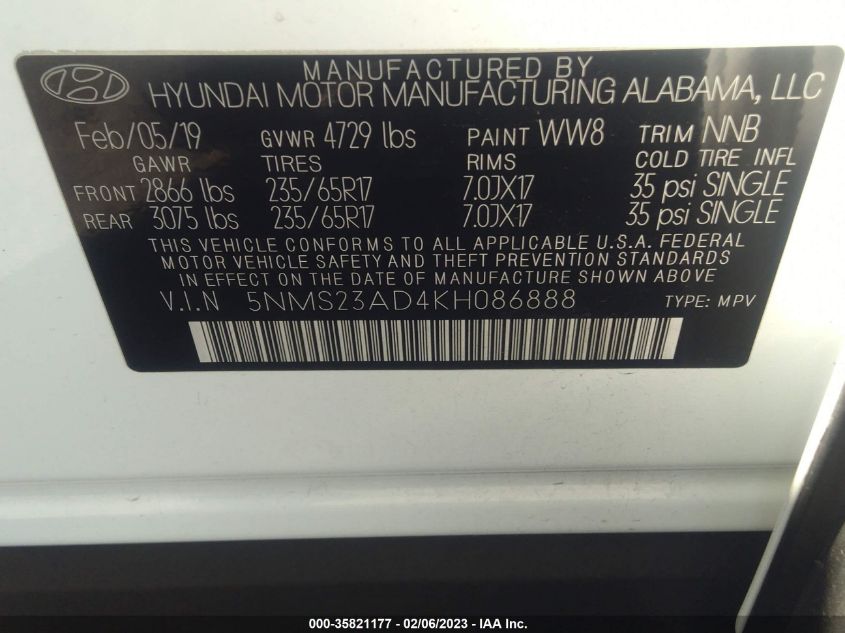 MANUFACTURED BY
HYUNDAI MOTOR MANUFACTURING ALABAMA, LLC
Feb/05/19 GVWR 4729 lbs PAINT WW8 TRIM NNB
GAWR TIRES RIMS COLD TIRE INFL
FRONT 2866 lbs 235/65R17 7.0JX17 35 psi SINGLE
REAR 3075 lbs 235/65R17 7.0JX17 35 psi SINGLE
THIS VEHICLE CONFORMS TO ALL APPLICABLE U.S.A. FEDERAL
MOTOR VEHICLE SAFETY AND THEFT PREVENTION STANDARDS
IN EFFECT ON THE DATE OF MANUFACTURE SHOWN ABOVE
V.I.N 5NMS23AD4KH086888 TYPE: MPV
000-35821177 - 02/06/2023 - IAA Inc.